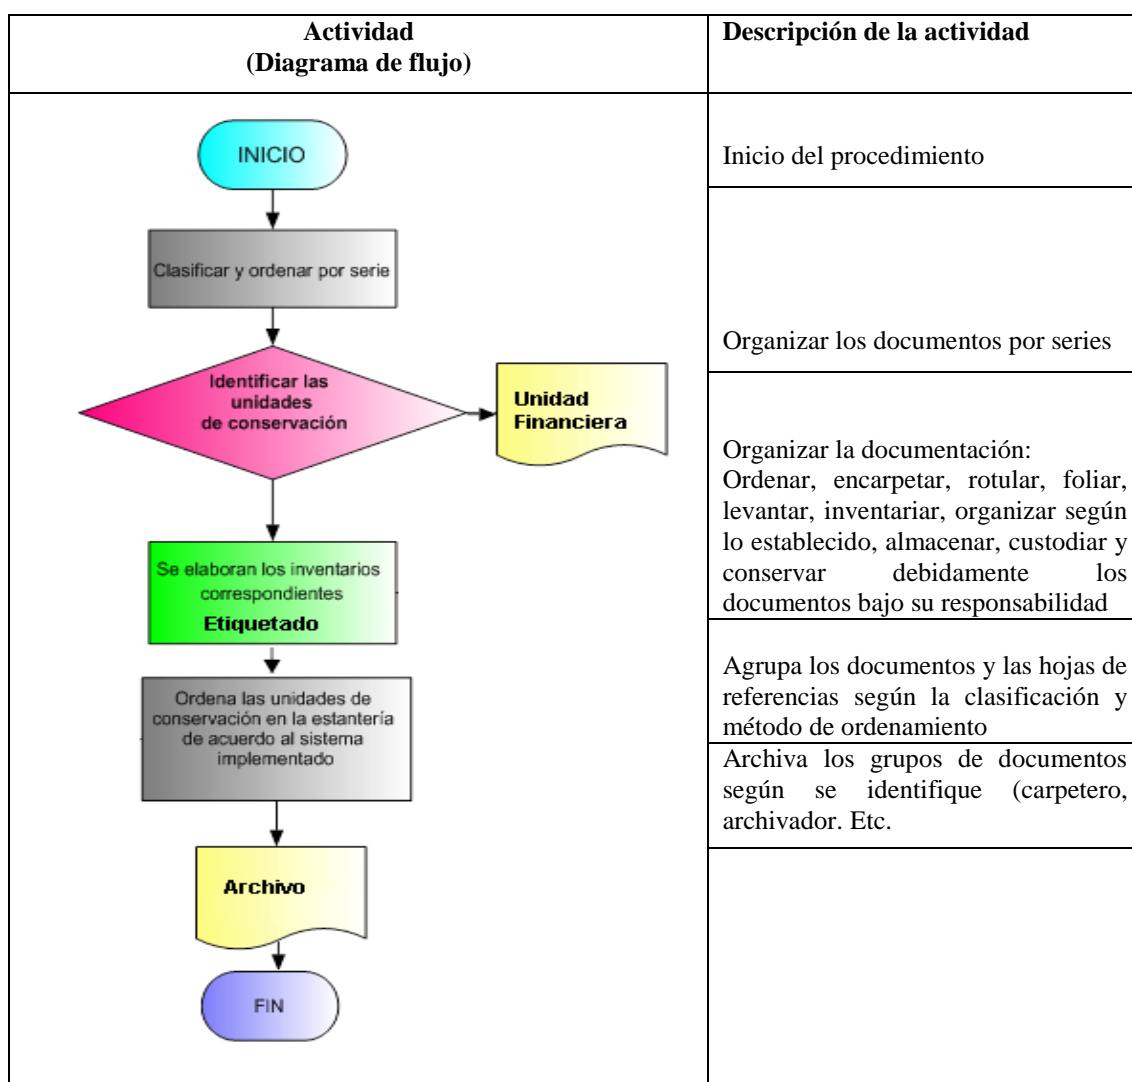 Actividad
(Diagrama de flujo)
Descripción de la actividad
INICIO
Inicio del procedimiento
Clasificar y ordenar por serie
Organizar los documentos por series
Identificar las
unidades
de conservación
Unidad
Financiera
Organizar la documentación:
Ordenar, encarpetar, rotular, foliar,
levantar, inventariar, organizar según
lo establecido, almacenar, custodiar y
conservar debidamente los
documentos bajo su responsabilidad
Se elaboran los inventarios
correspondientes
Etiquetado
Agrupa los documentos y las hojas de
referencias según la clasificación y
método de ordenamiento
Ordena las unidades de
conservación en la estantería
de acuerdo al sistema
implementado
Archiva los grupos de documentos
según se identifique (carpetero,
archivador. Etc.
Archivo
FIN